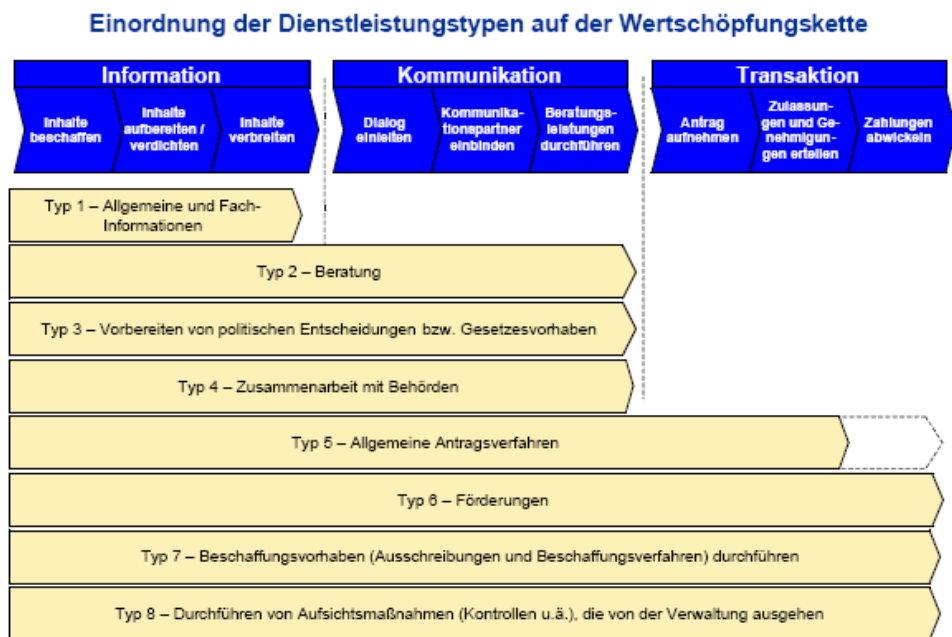 Einordnung der Dienstleistungstypen auf der Wertschöpfungskette
Information
Inhalte
beschaffen
Inhalte
aufbereiten /
verdichten
Inhalte
verbreiten
Kommunikation
Dialog
einleiten
Kommunika-
tionspartner
einbinden
Beratungs-
leistungen
durchführen
Transaktion
Antrag
aufnehmen
Zulassun-
gen und Ge-
nehmigun-
gen erteilen
Zahlungen
abwickeln
Typ 1 – Allgemeine und Fach-
Informationen
Typ 2 – Beratung
Typ 3 – Vorbereiten von politischen Entscheidungen bzw. Gesetzesvorhaben
Typ 4 – Zusammenarbeit mit Behörden
Typ 5 – Allgemeine Antragsverfahren
Typ 6 – Förderungen
Typ 7 – Beschaffungsvorhaben (Ausschreibungen und Beschaffungsverfahren) durchführen
Typ 8 – Durchführen von Aufsichtsmaßnahmen (Kontrollen u.ä.), die von der Verwaltung ausgehen